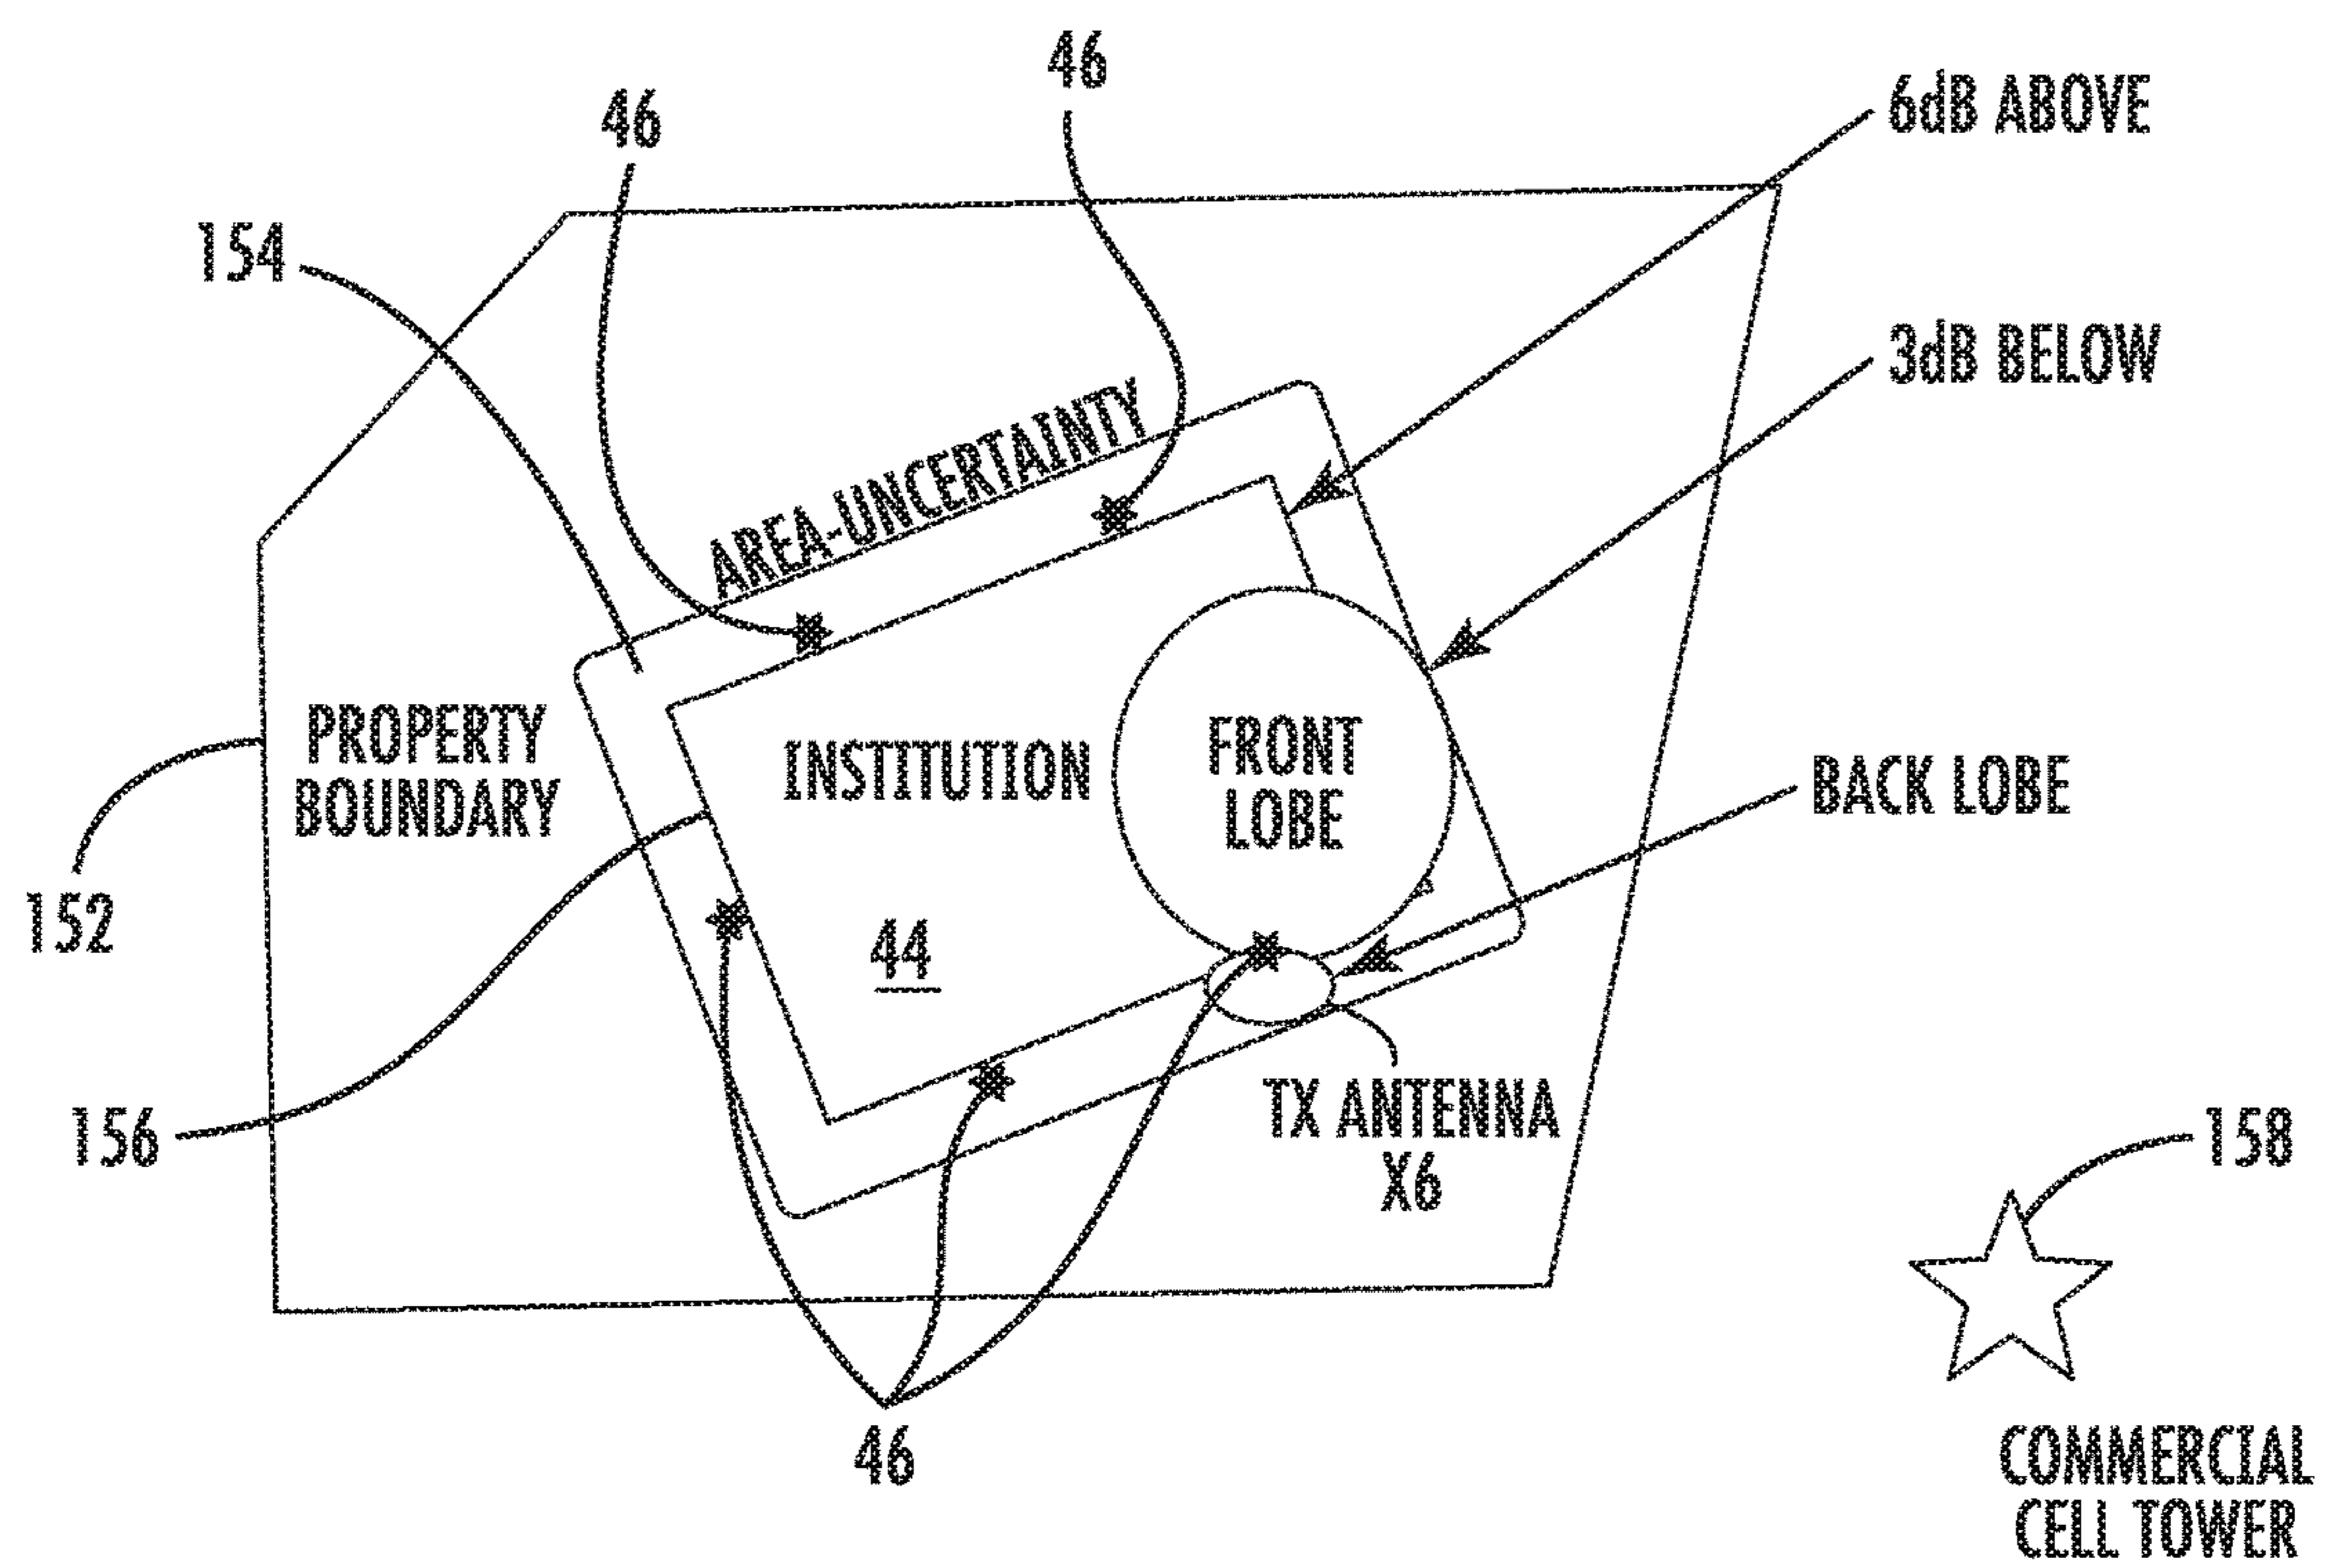 46
46
6dB ABOVE
154
3dB BELOW
AREA-UNCERTAINTY
PROPERTY
BOUNDARY
INSTITUTION
FRONT
LOBE
BACK LOBE
152
44
TX ANTENNA
X6
156
158
46
COMMERCIAL
CELL TOWER